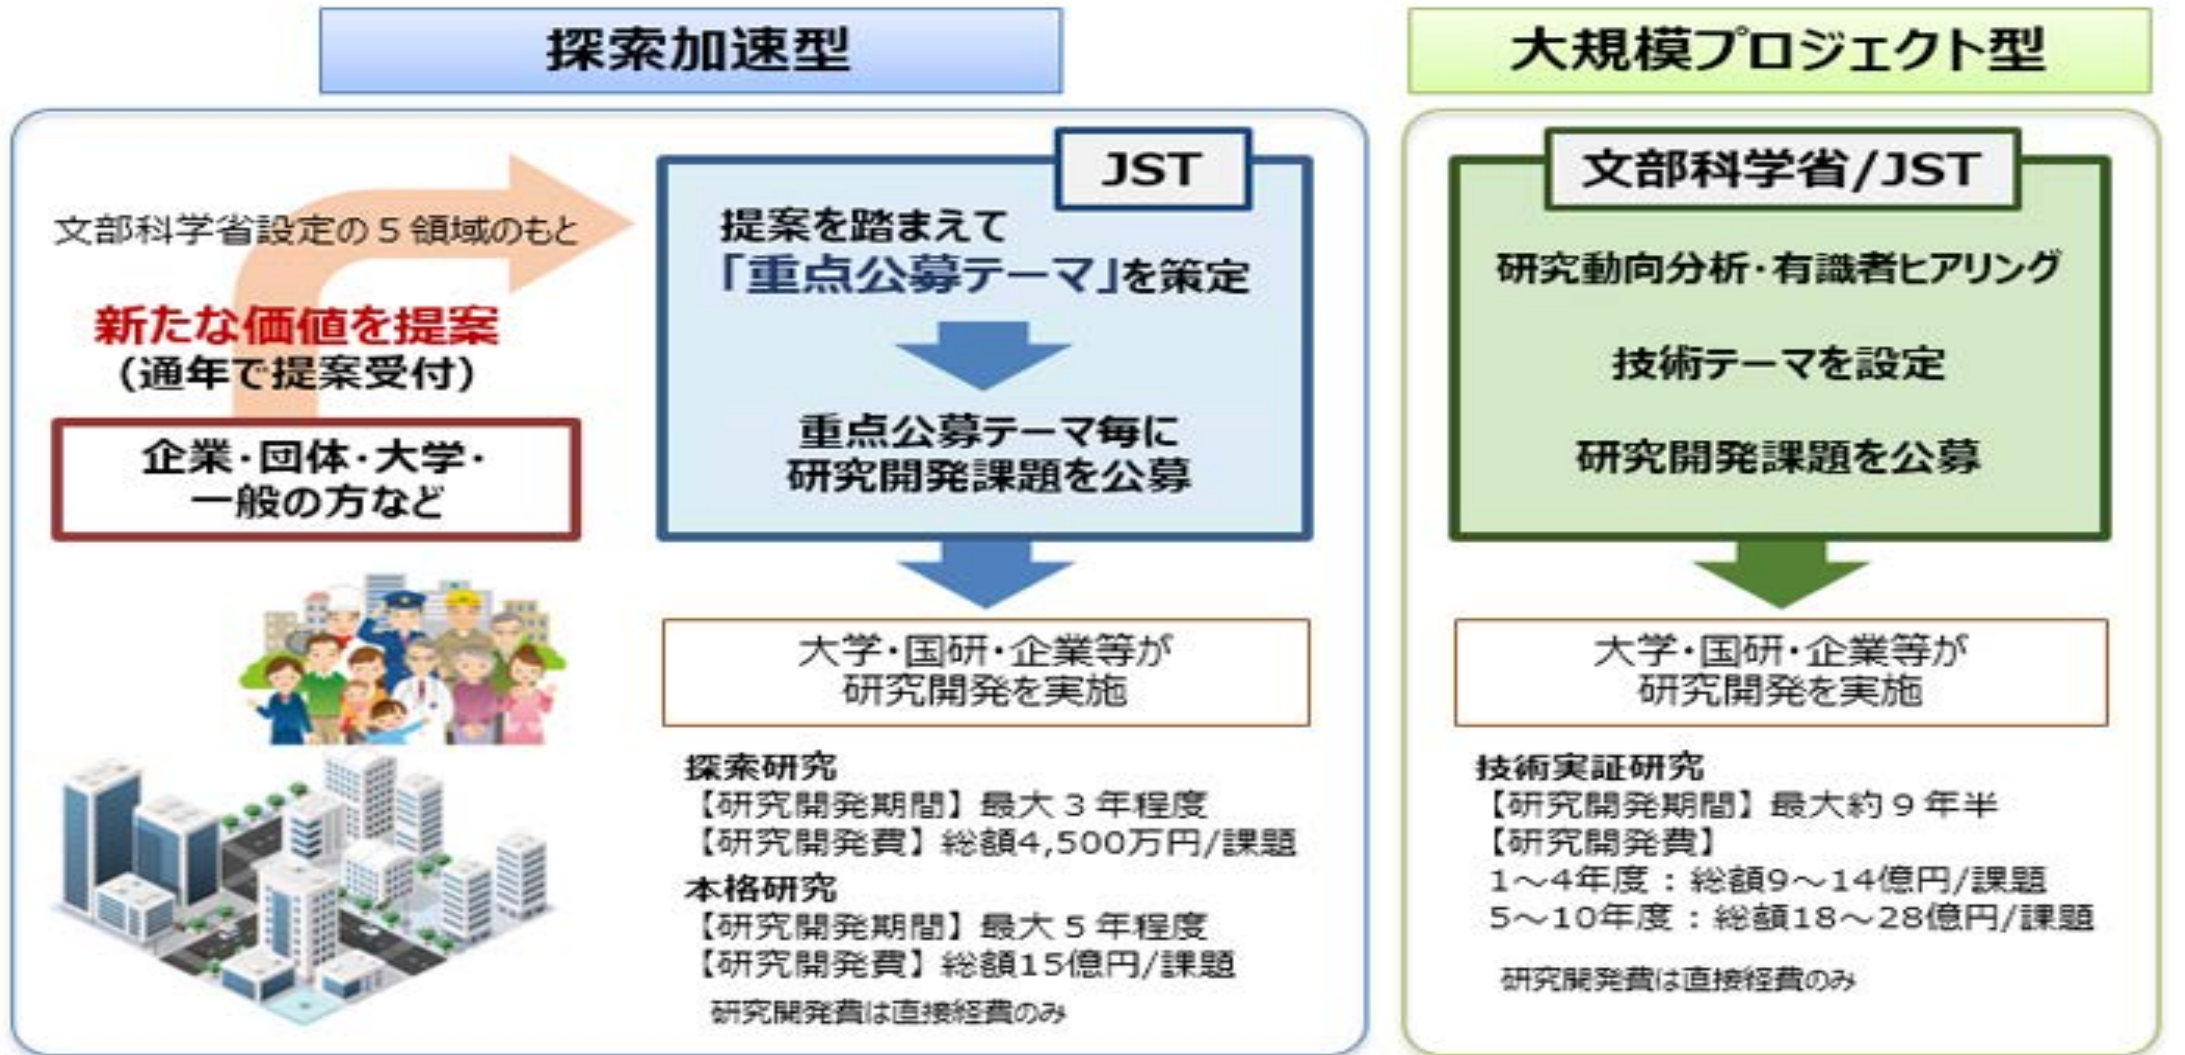 探索加速型
文部科学省設定の５領域のもと
新たな価値を提案
(通年で提案受付)
企業・団体・大学・
一般の方など
JST
提案を踏まえて
「重点公募テーマ」を策定
重点公募テーマ毎に
研究開発課題を公募
大学・国研・企業等が
研究開発を実施
探索研究
【研究開発期間】最大３年程度
【研究開発費】総額4,500万円/課題
本格研究
【研究開発期間】最大５年程度
【研究開発費】総額15億円/課題
研究開発費は直接経費のみ
大規模プロジェクト型
文部科学省/JST
研究動向分析・有識者ヒアリング
技術テーマを設定
研究開発課題を公募
大学・国研・企業等が
研究開発を実施
技術実証研究
【研究開発期間】最大約９年半
【研究開発費】
1～4年度：総額9～14億円/課題
5～10年度：総額18～28億円/課題
研究開発費は直接経費のみ